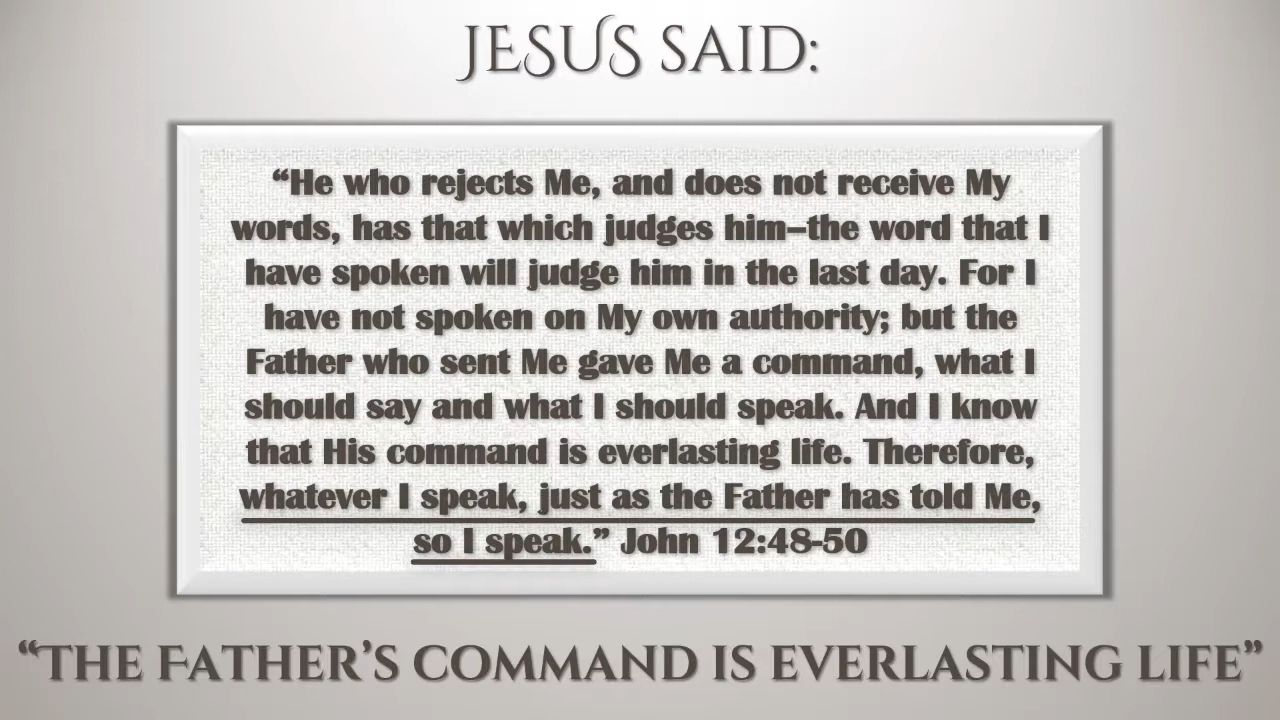 JESUS SAID:
“He who rejects Me, and does not receive My
words, has that which judges him–the word that I
have spoken will judge him in the last day. For I
have not spoken on My own authority; but the
Father who sent Me gave Me a command, what I
should say and what I should speak. And I know
that His command is everlasting life. Therefore,
whatever I speak, just as the Father has told Me,
so I speak.” John 12:48-50
“THE FATHER’S COMMAND IS EVERLASTING LIFE”